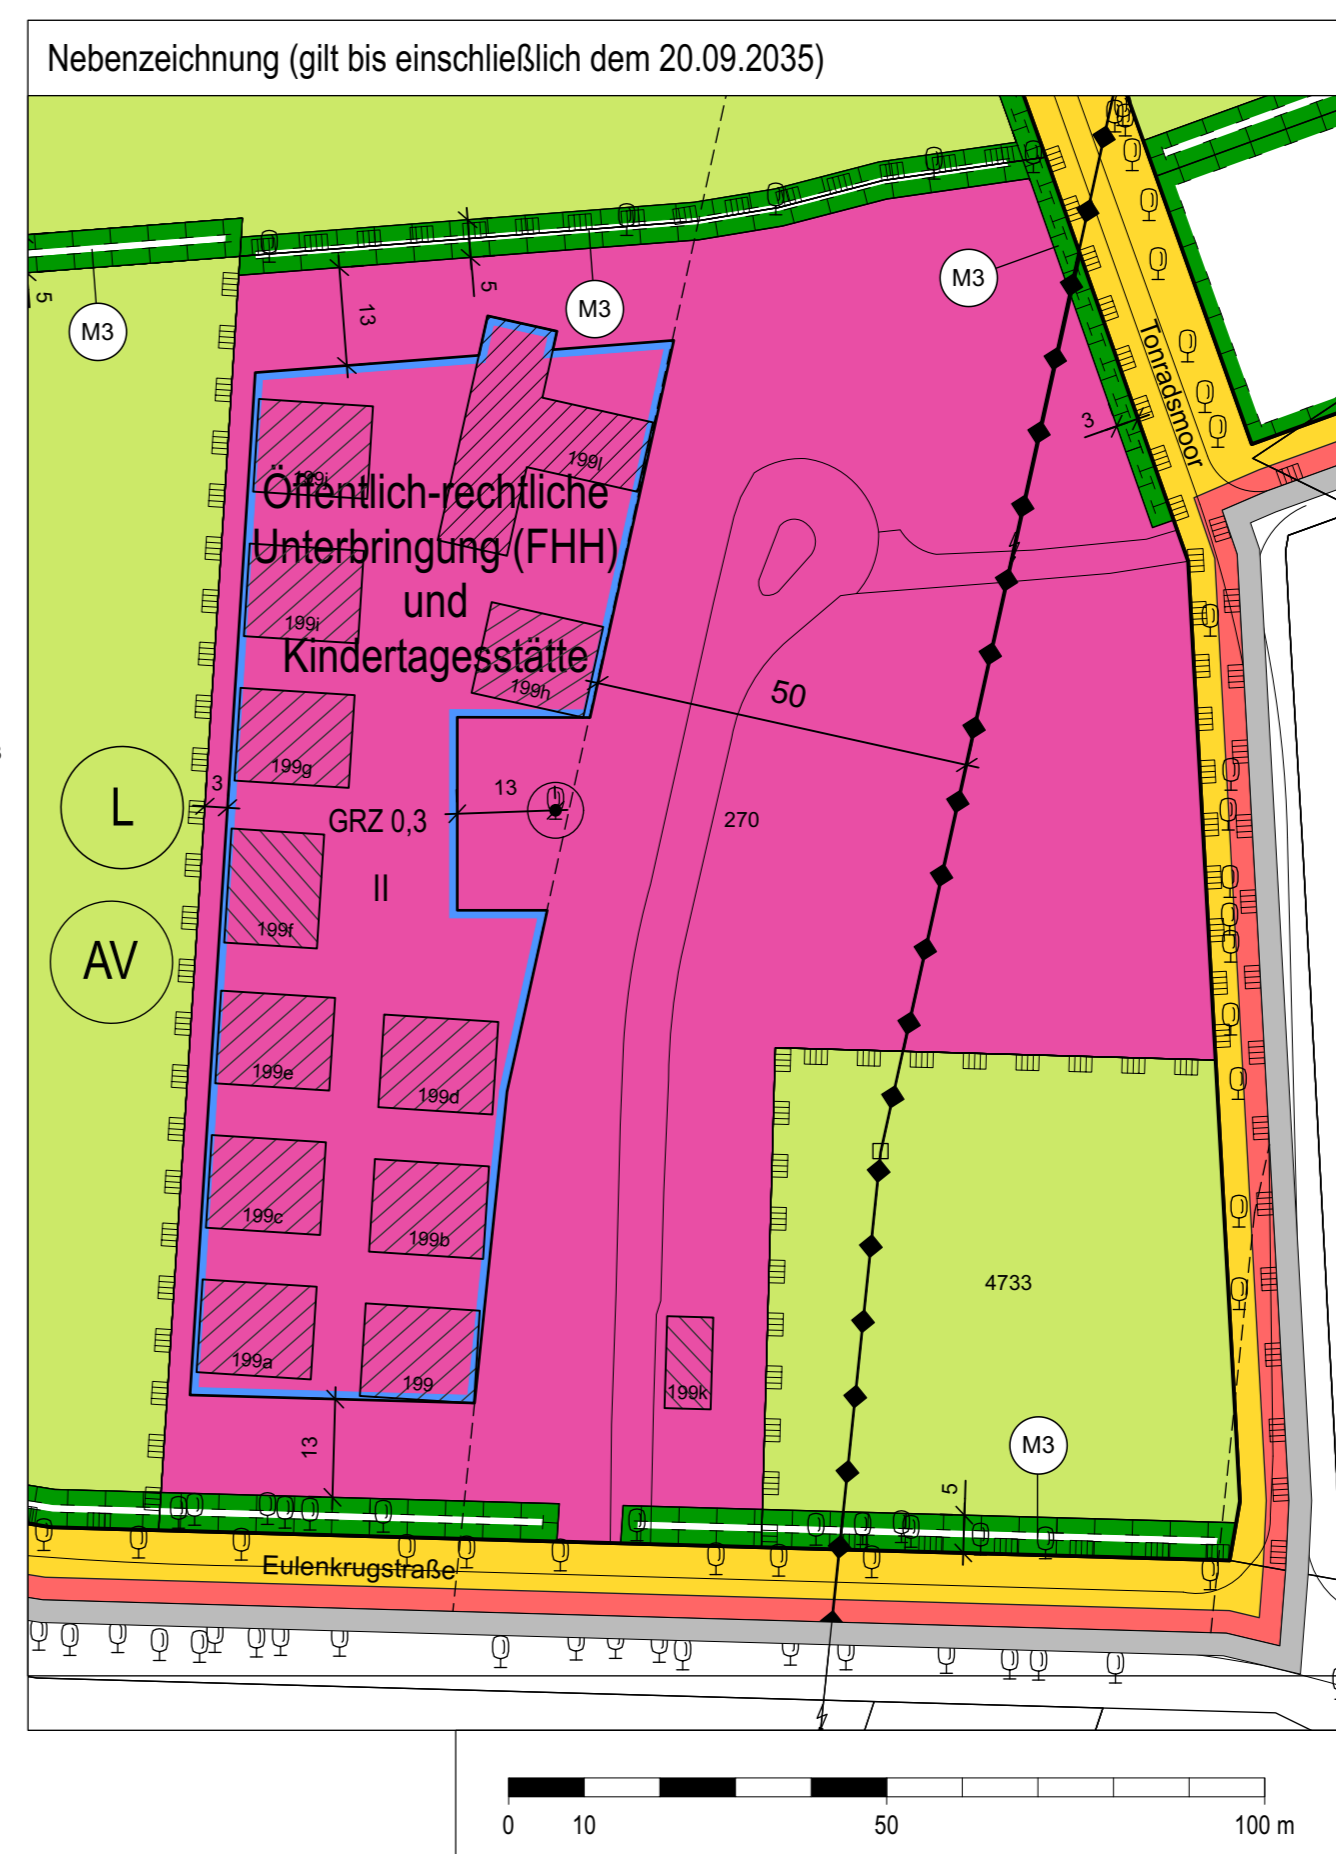 Nebenzeichnung (gilt bis einschließlich dem 20.09.2035)
5
M3
13
5
M3
M3
Tonradsmoor
3
199j
199l
Öffentlich-rechtliche
Unterbringung (FHH)
und
Kindertagesstätte
199i
199h
50
199g
3
L
13
GRZ 0,3
270
II
199f
AV
199e
199d
199c
199b
4733
199a
199
199k
13
M3
5
Eulenkrugstraße
0
10
50
100 m